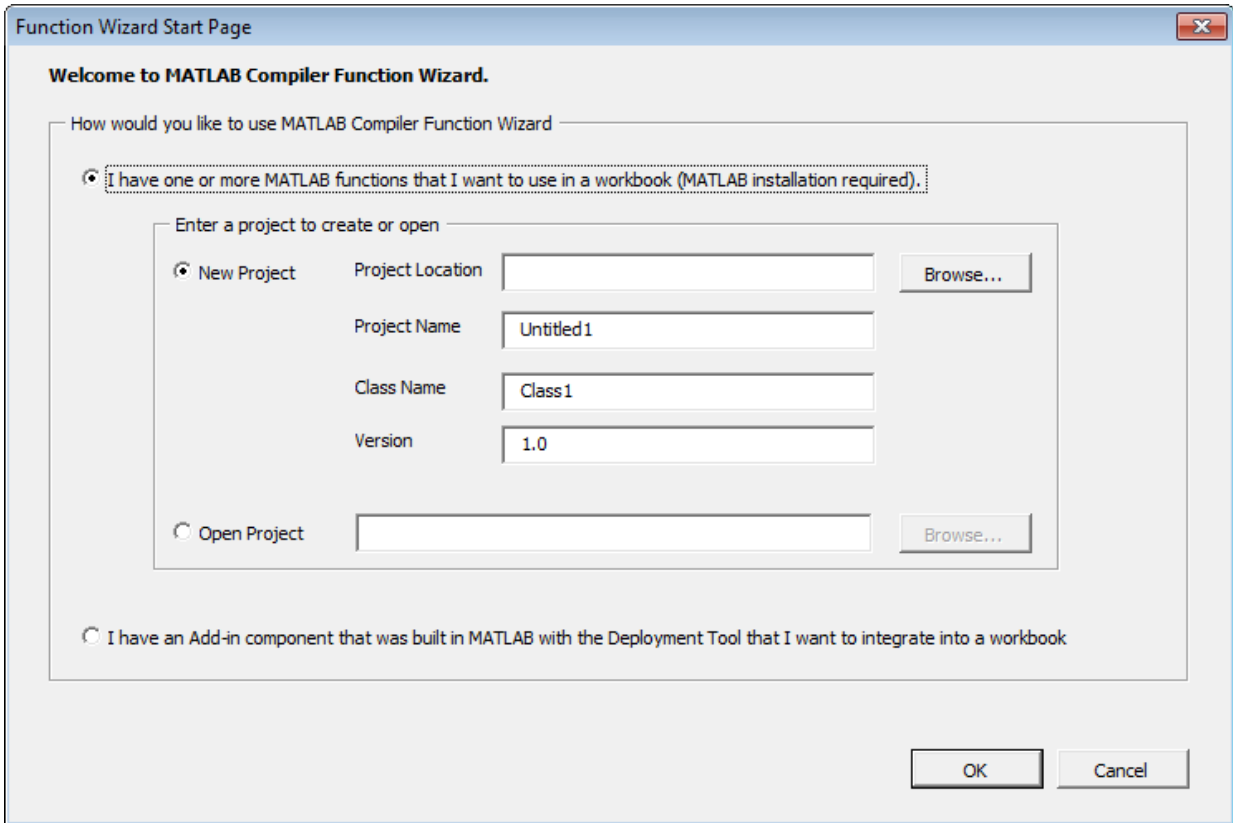 Function Wizard Start Page
Welcome to MATLAB Compiler Function Wizard.
How would you like to use MATLAB Compiler Function Wizard
I have one or more MATLAB functions that I want to use in a workbook (MATLAB installation required).
Enter a project to create or open
New Project
Project Location
Browse...
Project Name
Untitled1
Class Name
Class1
Version
1.0
Open Project
Browse...
I have an Add-in component that was built in MATLAB with the Deployment Tool that I want to integrate into a workbook
OK
Cancel